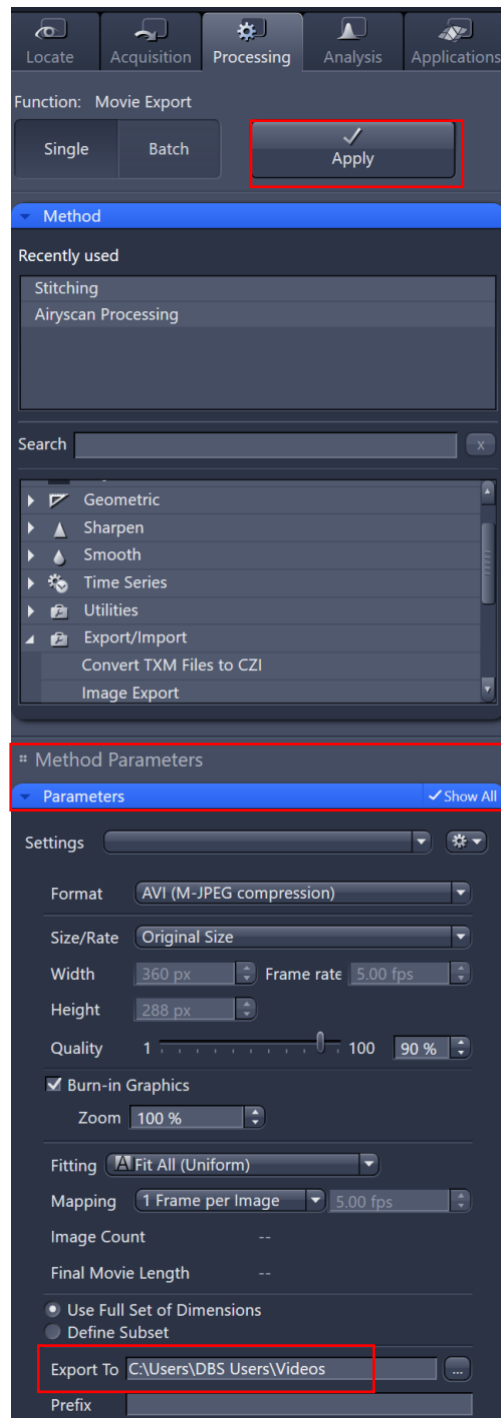 Locate Acquisition Processing Analysis Applications
Function: Movie Export
Single Batch Apply
Method
Recently used
Stitching
Airyscan Processing
Search x
Geometric
Sharpen
Smooth
Time Series
Utilities
Export/Import
Convert TXM Files to CZI
Image Export
Method Parameters
Parameters Show All
Settings
Format AVI (M-JPEG compression)
Size/Rate Original Size
Width 360 px Frame rate 5.00 fps
Height 288 px
Quality 1 100 90 %
Burn-in Graphics
Zoom 100 %
Fitting A Fit All (Uniform)
Mapping 1 Frame per Image 5.00 fps
Image Count --
Final Movie Length --
Use Full Set of Dimensions
Define Subset
Export To C:\Users\DBS Users\Videos ...
Prefix